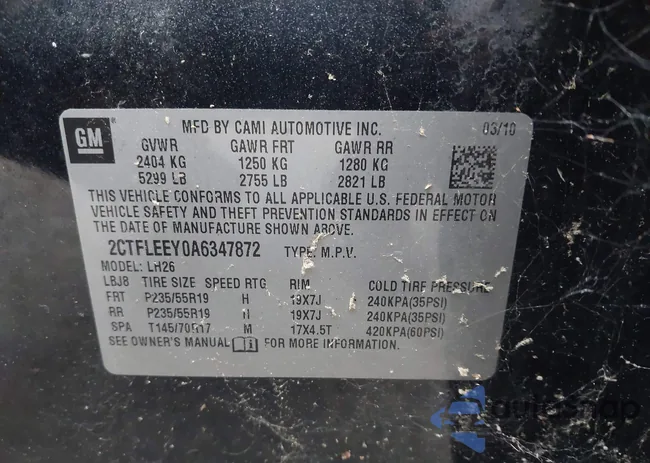 GM
MFD BY CAMI AUTOMOTIVE INC. 03/10
GVWR GAWR FRT GAWR RR
2404 KG 1250 KG 1280 KG
5299 LB 2755 LB 2821 LB
THIS VEHICLE CONFORMS TO ALL APPLICABLE U.S. FEDERAL MOTOR
VEHICLE SAFETY AND THEFT PREVENTION STANDARDS IN EFFECT ON
THE DATE OF MANUFACTURE SHOWN ABOVE.
2CTFLEEY0A6347872 TYPE: M.P.V.
MODEL: LH26
LBJ8 TIRE SIZE SPEED RTG RIM COLD TIRE PRESSURE
FRT P235/55R19 H 19X7J 240KPA(35PSI)
RR P235/55R19 H 19X7J 240KPA(35PSI)
SPA T145/70R17 M 17X4.5T 420KPA(60PSI)
SEE OWNER'S MANUAL FOR MORE INFORMATION.
autosnap